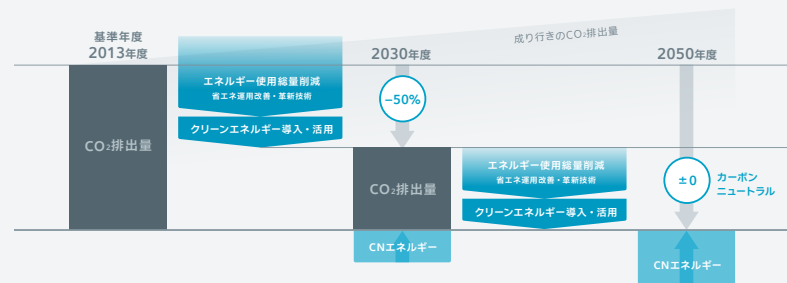 成り行きのCO₂排出量
基準年度
2013年度
2030年度
2050年度
エネルギー使用総量削減
省エネ運用改善・革新技術
クリーンエネルギー導入・活用
−50%
CO₂排出量
CO₂排出量
エネルギー使用総量削減
省エネ運用改善・革新技術
クリーンエネルギー導入・活用
±0
カーボン
ニュートラル
CNエネルギー
CNエネルギー